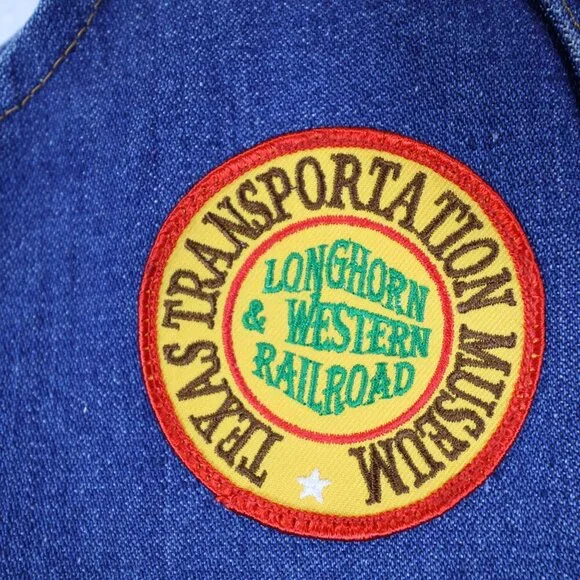 TEXAS TRANSPORTATION MUSEUM
LONGHORN
& WESTERN
RAILROAD